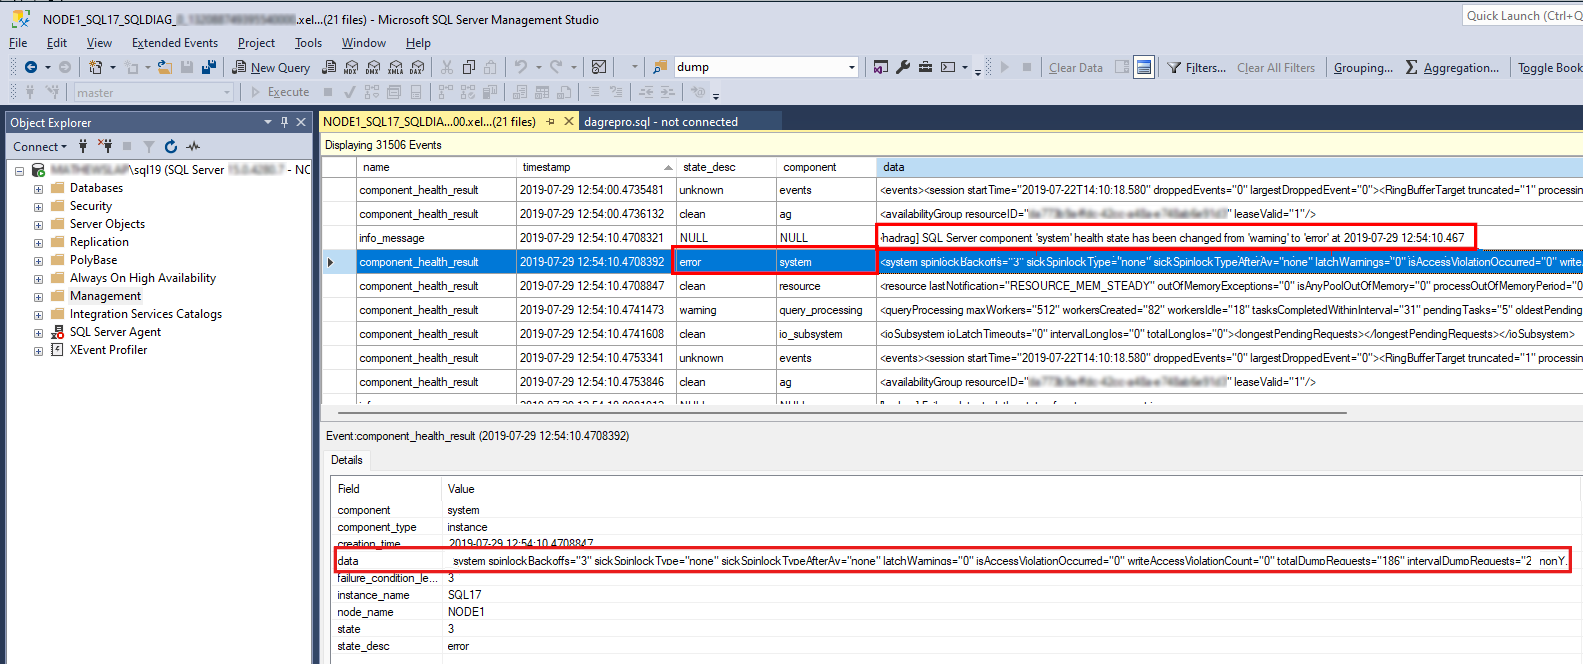 NODE1_SQL17_SQLDIAG_ .xel...(21 files) - Microsoft SQL Server Management Studio
Quick Launch (Ctrl+Q
File Edit View Extended Events Project Tools Window Help
New Query MDX DMX XMLA DAX dump Clear Data Filters... Clear All Filters Grouping... Aggregation... Toggle Book
master Execute
Object Explorer
Connect
\sql19 (SQL Server - NC
Databases
Security
Server Objects
Replication
PolyBase
Always On High Availability
Management
Integration Services Catalogs
SQL Server Agent
XEvent Profiler
NODE1_SQL17_SQLDIA...00.xel...(21 files) dagrepro.sql - not connected
Displaying 31506 Events
name timestamp state_desc component data
component_health_result 2019-07-29 12:54:00.4735481 unknown events <events><session startTime="2019-07-22T14:10:18.580" droppedEvents="0" largestDroppedEvent="0"><RingBufferTarget truncated="1" processin
component_health_result 2019-07-29 12:54:00.4736132 clean ag <availabilityGroup resourceID=" " leaseValid="1"/>
info_message 2019-07-29 12:54:10.4708321 NULL NULL [hadrag] SQL Server component 'system' health state has been changed from 'warning' to 'error' at 2019-07-29 12:54:10.467
component_health_result 2019-07-29 12:54:10.4708392 error system <system spinlockBackoffs="3" sickSpinlockType="none" sickSpinlockTypeAfterAv="none" latchWarnings="0" isAccessViolationOccurred="0" write
component_health_result 2019-07-29 12:54:10.4708847 clean resource <resource lastNotification="RESOURCE_MEM_STEADY" outOfMemoryExceptions="0" isAnyPoolOutOfMemory="0" processOutOfMemoryPeriod="0
component_health_result 2019-07-29 12:54:10.4741473 warning query_processing <queryProcessing maxWorkers="512" workersCreated="82" workersIdle="18" tasksCompletedWithinInterval="31" pendingTasks="5" oldestPending
component_health_result 2019-07-29 12:54:10.4741608 clean io_subsystem <ioSubsystem ioLatchTimeouts="0" intervalLongIos="0" totalLongIos="0"><longestPendingRequests></longestPendingRequests></ioSubsystem>
component_health_result 2019-07-29 12:54:10.4753341 unknown events <events><session startTime="2019-07-22T14:10:18.580" droppedEvents="0" largestDroppedEvent="0"><RingBufferTarget truncated="1" processin
component_health_result 2019-07-29 12:54:10.4753846 clean ag <availabilityGroup resourceID=" " leaseValid="1"/>
Event:component_health_result (2019-07-29 12:54:10.4708392)
Details
Field Value
component system
component_type instance
creation_time 2019-07-29 12:54:10.4708847
data system spinlockBackoffs="3" sickSpinlockType="none" sickSpinlockTypeAfterAv="none" latchWarnings="0" isAccessViolationOccurred="0" writeAccessViolationCount="0" totalDumpRequests="186" intervalDumpRequests="2 nonY.
failure_condition_le... 3
instance_name SQL17
node_name NODE1
state 3
state_desc error